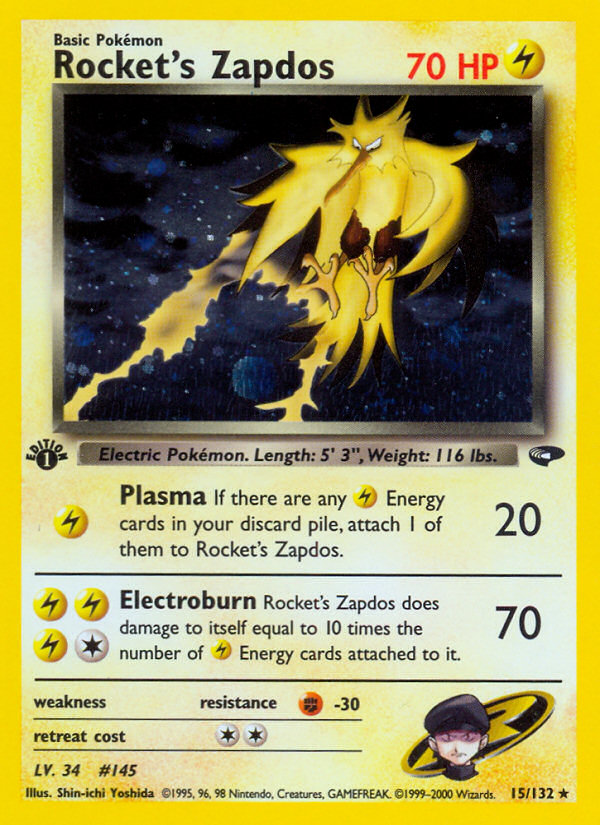 Basic Pokémon
Rocket's Zapdos 70 HP
EDITION 1
Electric Pokémon. Length: 5' 3", Weight: 116 lbs.
Plasma If there are any Energy
cards in your discard pile, attach 1 of
them to Rocket's Zapdos.
20
Electroburn Rocket's Zapdos does
damage to itself equal to 10 times the
number of Energy cards attached to it.
70
weakness resistance -30
retreat cost
LV. 34 #145
Illus. Shin-ichi Yoshida ©1995, 96, 98 Nintendo, Creatures, GAMEFREAK. ©1999-2000 Wizards. 15/132 ★